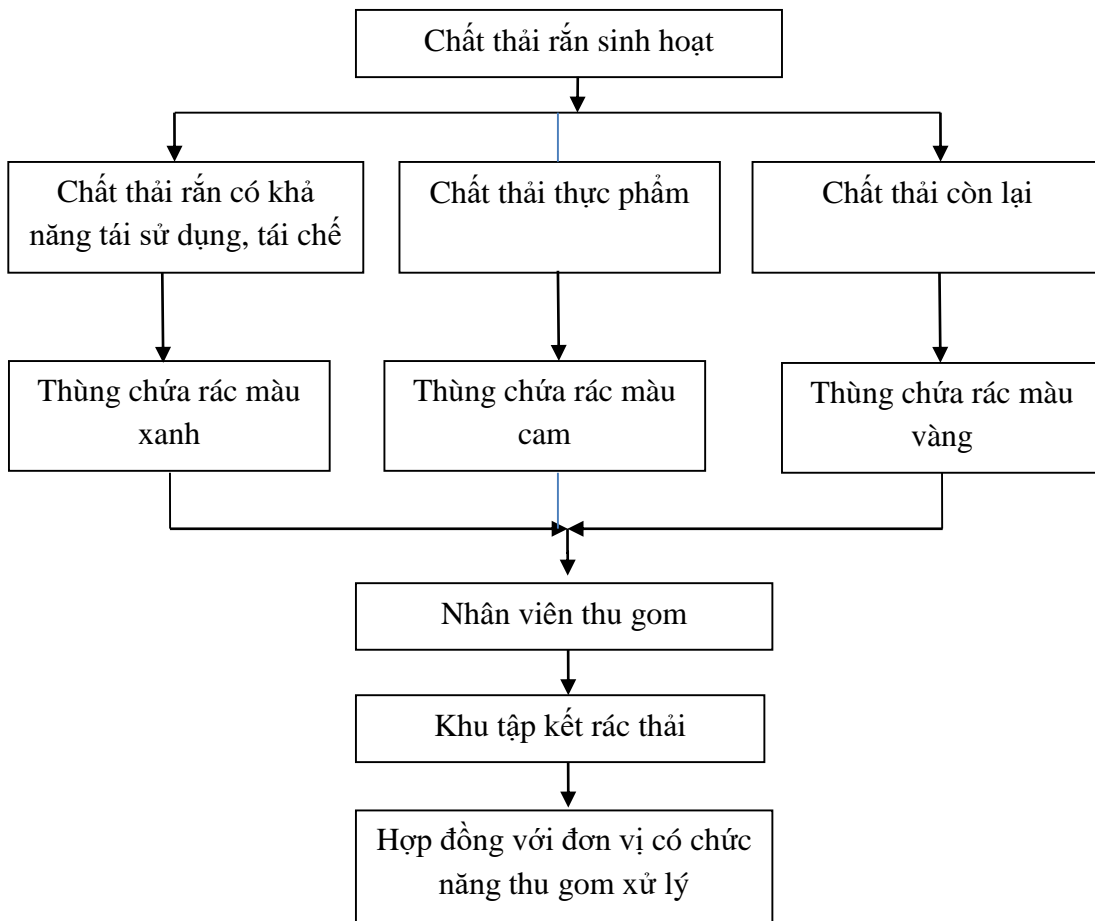 Chất thải rắn sinh hoạt
Chất thải rắn có khả
năng tái sử dụng, tái chế
Chất thải thực phẩm
Chất thải còn lại
Thùng chứa rác màu
xanh
Thùng chứa rác màu
cam
Thùng chứa rác màu
vàng
Nhân viên thu gom
Khu tập kết rác thải
Hợp đồng với đơn vị có chức
năng thu gom xử lý